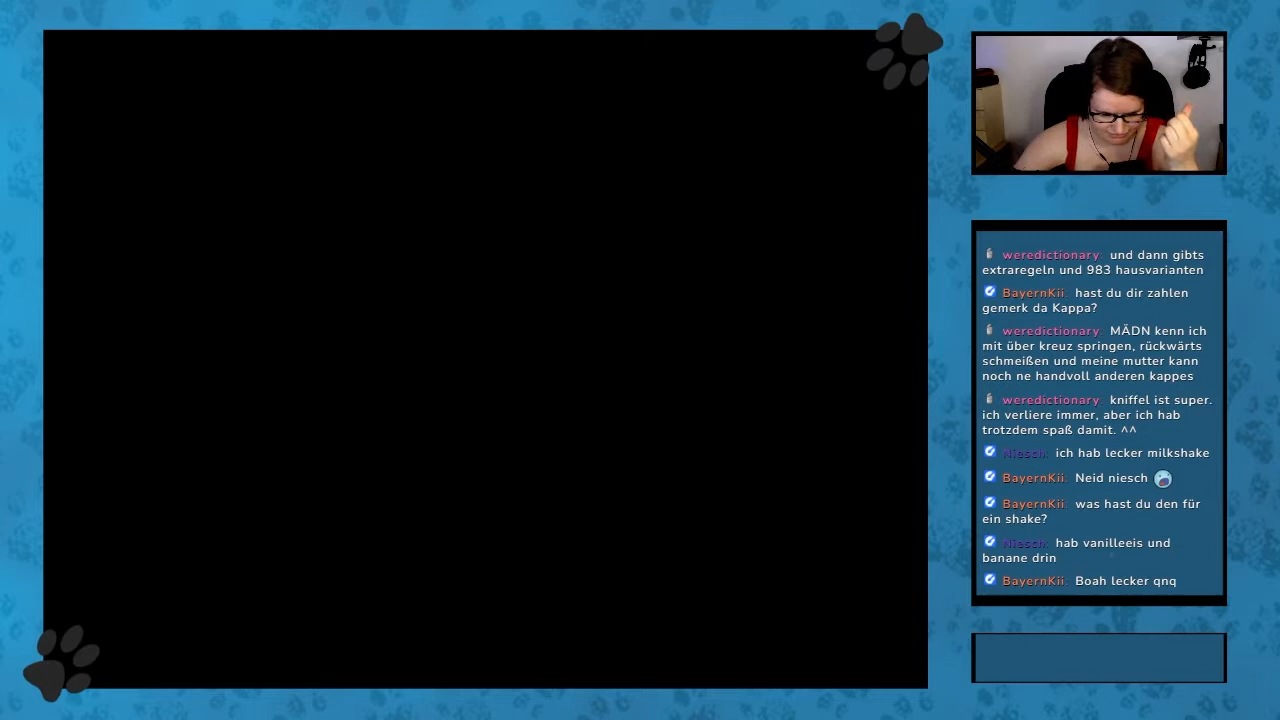 weredictionary: und dann gibts
extraregeln und 983 hausvarianten
BayernKii: hast du dir zahlen
gemerk da Kappa?
weredictionary: MÄDN kenn ich
mit über kreuz springen, rückwärts
schmeißen und meine mutter kann
noch ne handvoll anderen kappes
weredictionary: kniffel ist super.
ich verliere immer, aber ich hab
trotzdem spaß damit. ^^
Niesch: ich hab lecker milkshake
BayernKii: Neid niesch
BayernKii: was hast du den für
ein shake?
Niesch: hab vanilleeis und
banane drin
BayernKii: Boah lecker qnq